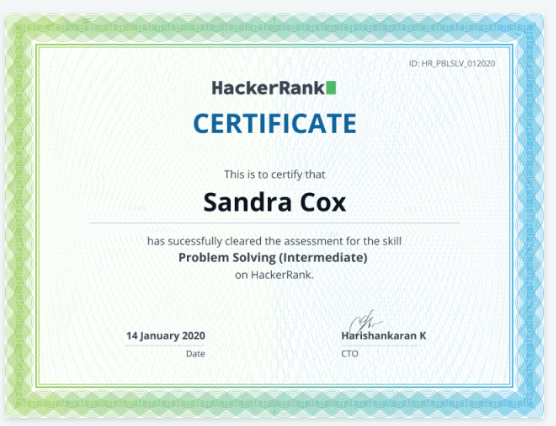 ID: HR_PBLSLV_012020
HackerRank
CERTIFICATE
This is to certify that
Sandra Cox
has sucessfully cleared the assessment for the skill
Problem Solving (Intermediate)
on HackerRank.
14 January 2020
Date
Harishankaran K
CTO